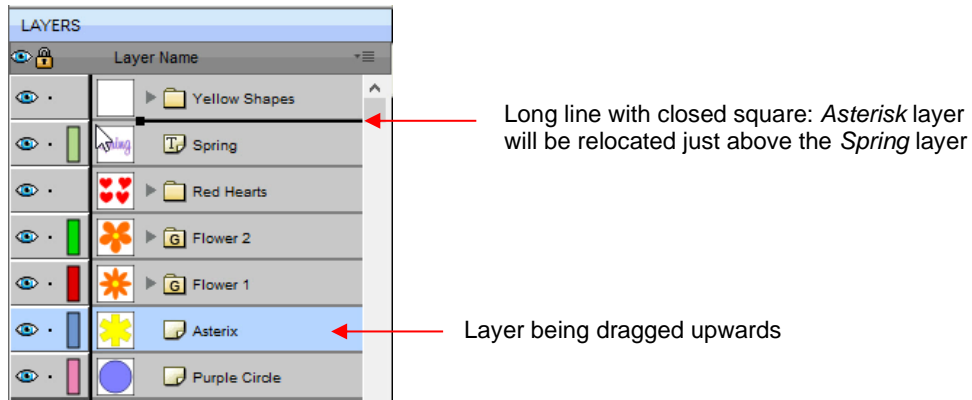 LAYERS
Layer Name
Yellow Shapes
Long line with closed square: Asterisk layer
will be relocated just above the Spring layer
T Spring
Red Hearts
G Flower 2
G Flower 1
Asterix
Layer being dragged upwards
Purple Circle